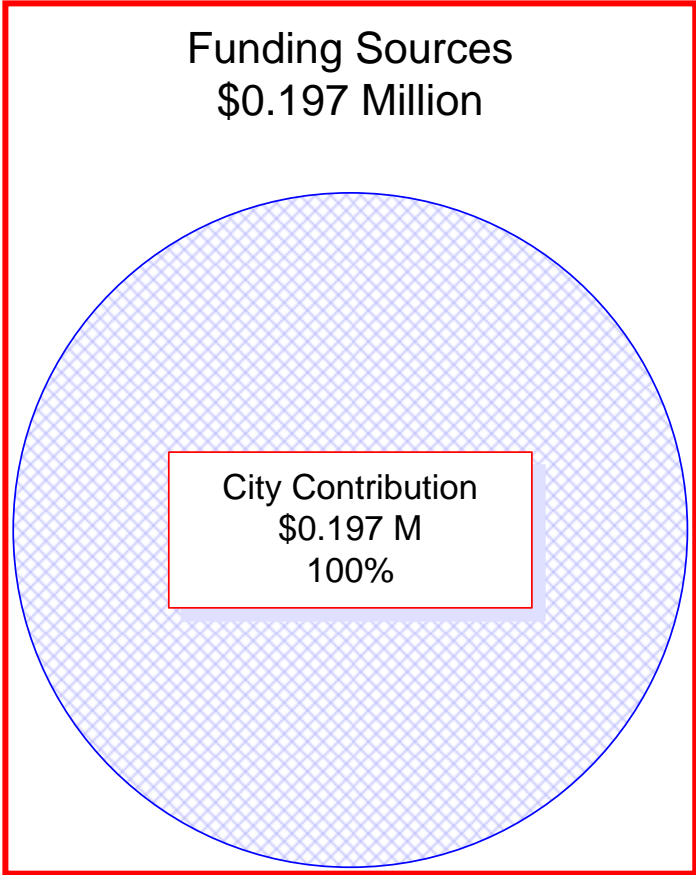 Funding Sources
$0.197 Million
City Contribution
$0.197 M
100%